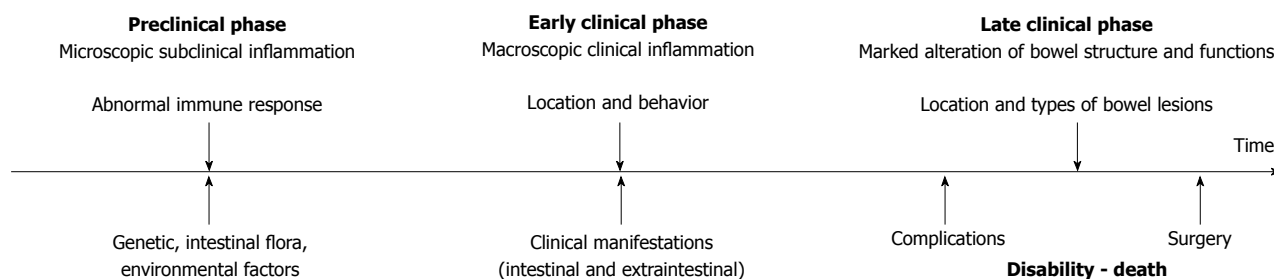 Preclinical phase
Microscopic subclinical inflammation
Abnormal immune response
Early clinical phase
Macroscopic clinical inflammation
Location and behavior
Late clinical phase
Marked alteration of bowel structure and functions
Location and types of bowel lesions
Time
Genetic, intestinal flora,
environmental factors
Clinical manifestations
(intestinal and extraintestinal)
Complications
Surgery
Disability - death